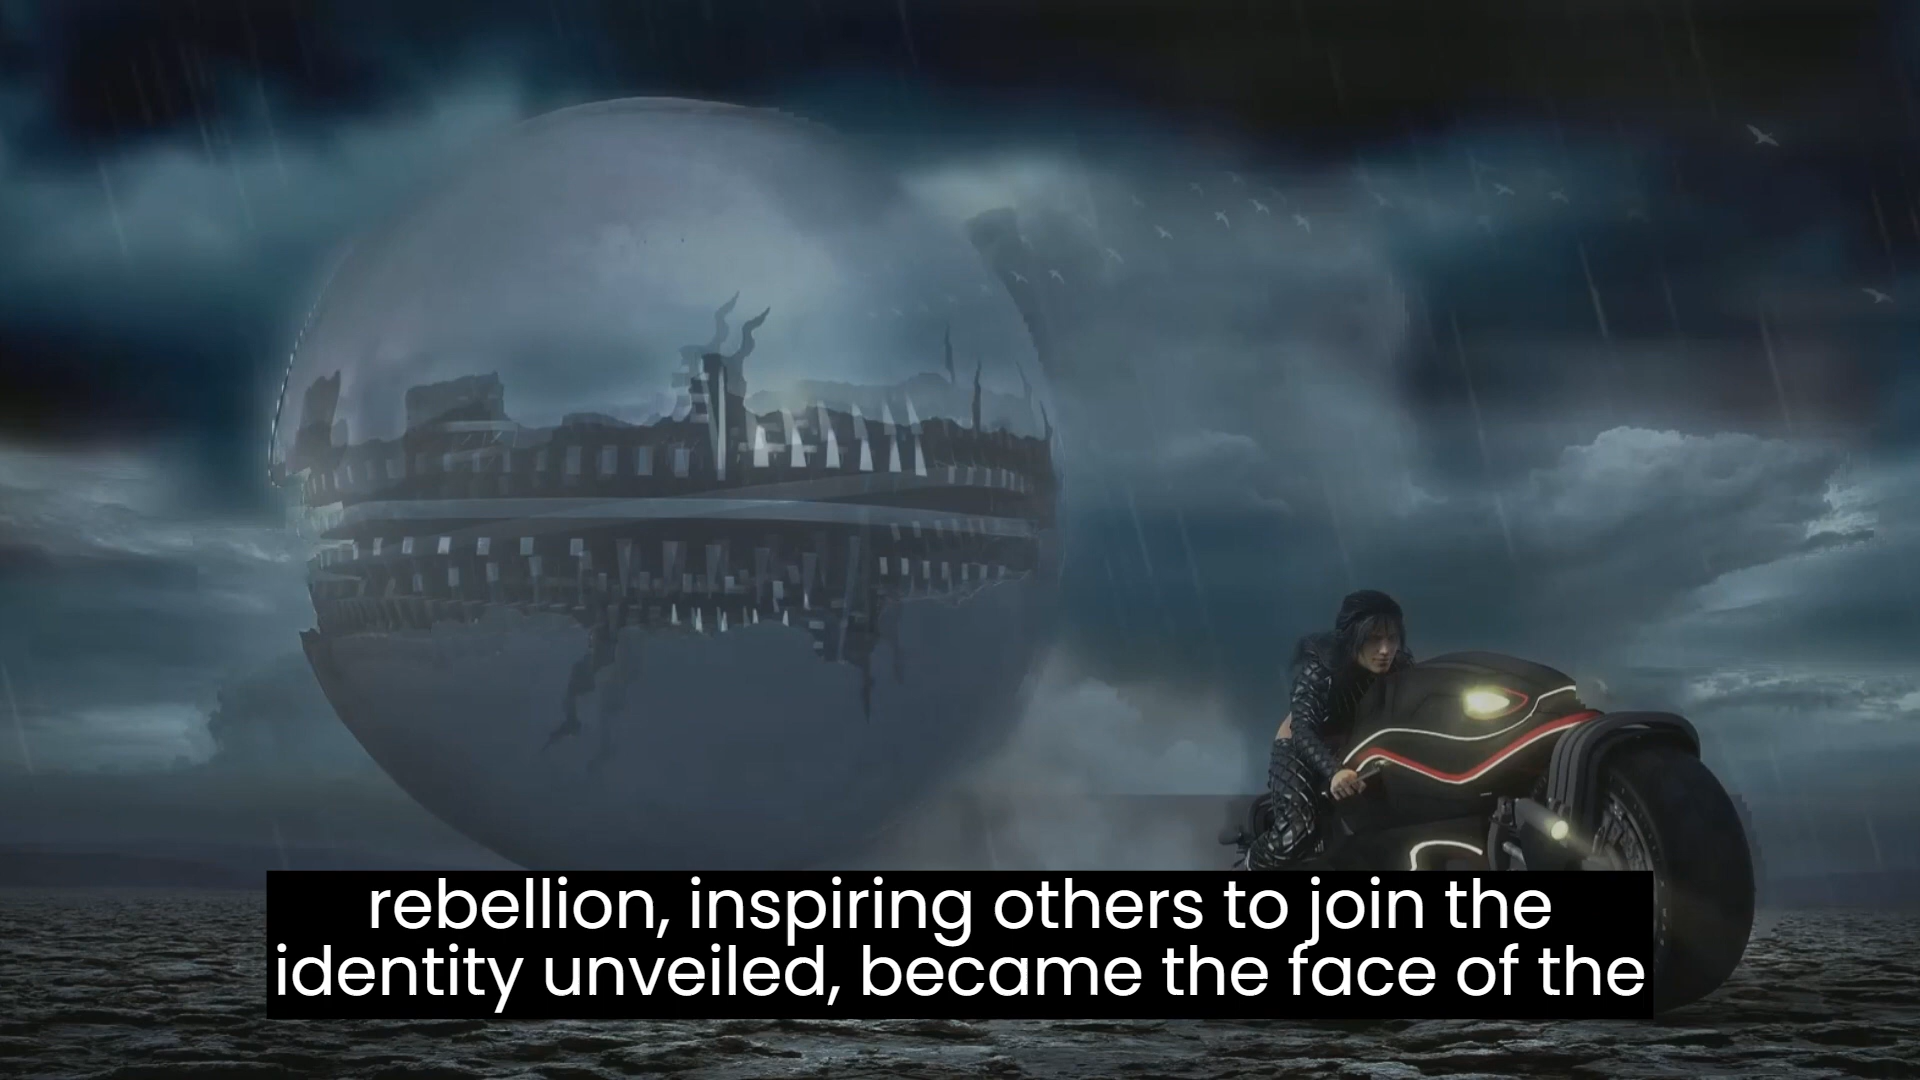 rebellion, inspiring others to join the
identity unveiled, became the face of the